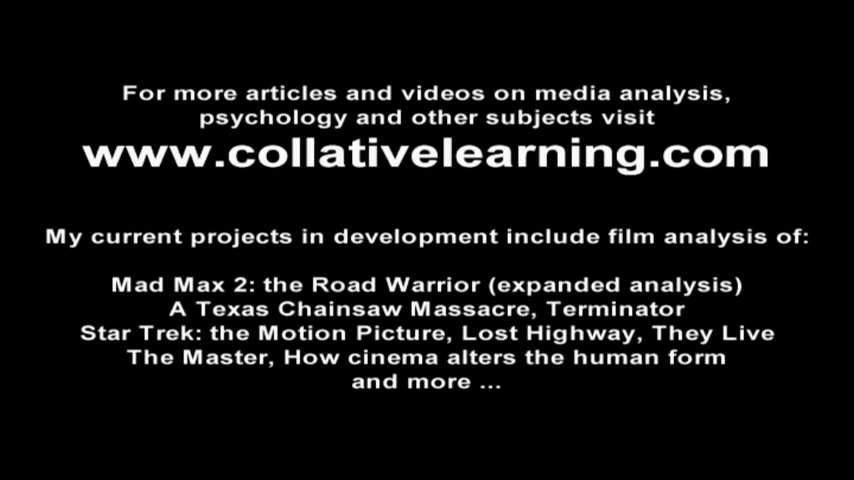 For more articles and videos on media analysis,
psychology and other subjects visit
www.collativelearning.com
My current projects in development include film analysis of:
Mad Max 2: the Road Warrior (expanded analysis)
A Texas Chainsaw Massacre, Terminator
Star Trek: the Motion Picture, Lost Highway, They Live
The Master, How cinema alters the human form
and more ...